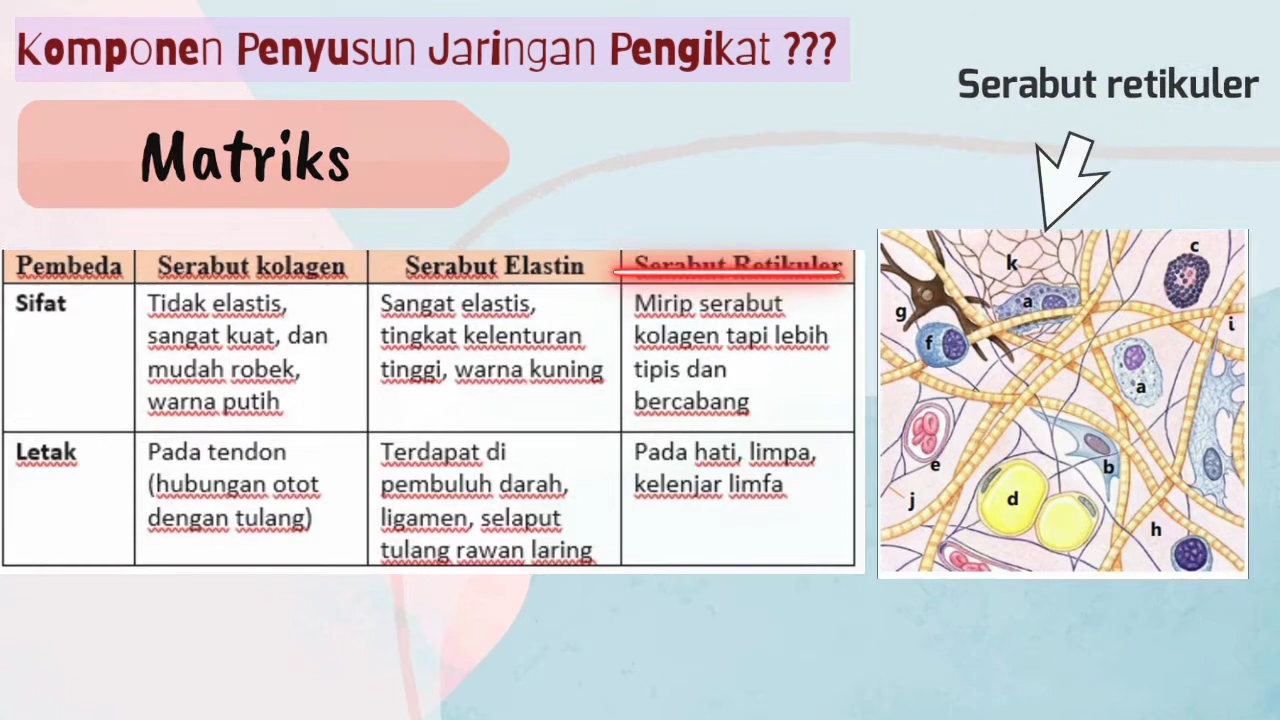 Komponen Penyusun Jaringan Pengikat ???
Serabut retikuler
Matriks
Pembeda
Serabut kolagen
Serabut Elastin
Serabut Retikuler
Sifat
Tidak elastis,
sangat kuat, dan
mudah robek,
warna putih
Sangat elastis,
tingkat kelenturan
tinggi, warna kuning
Mirip serabut
kolagen tapi lebih
tipis dan
bercabang
Letak
Pada tendon
(hubungan otot
dengan tulang)
Terdapat di
pembuluh darah,
ligamen, selaput
tulang rawan laring
Pada hati, limpa,
kelenjar limfa
c
k
a
g
i
f
a
e
b
j
d
h